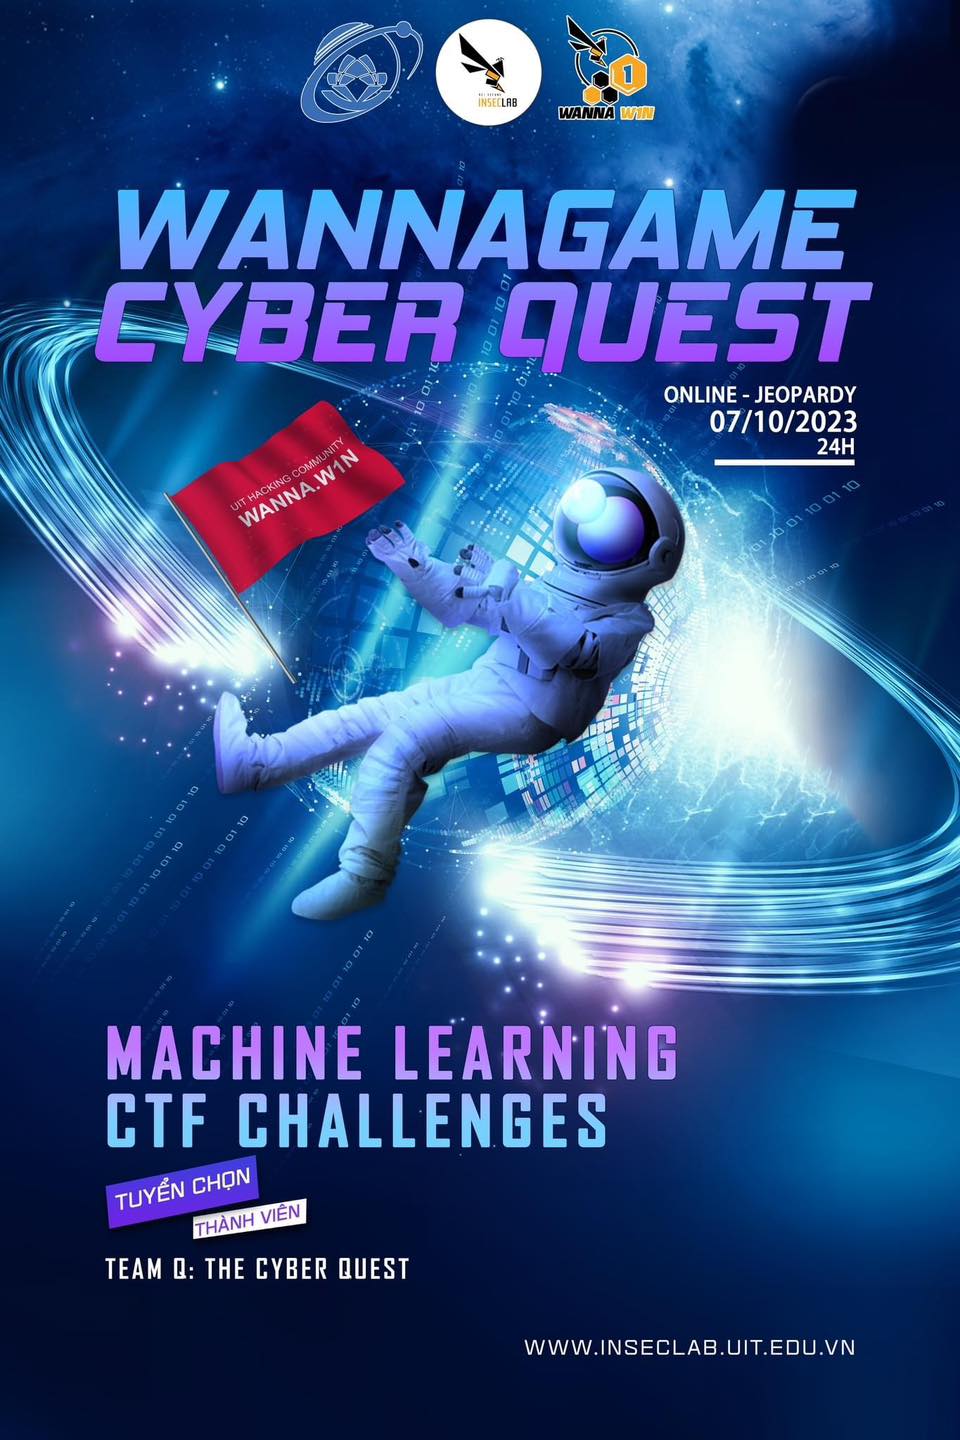 INSECLAB
1
WANNA W1N
WANNAGAME
CYBER QUEST
ONLINE - JEOPARDY
07/10/2023
24H
UIT HACKING COMMUNITY
WANNA.W1N
MACHINE LEARNING
CTF CHALLENGES
TUYỂN CHỌN
THÀNH VIÊN
TEAM Q: THE CYBER QUEST
WWW.INSECLAB.UIT.EDU.VN